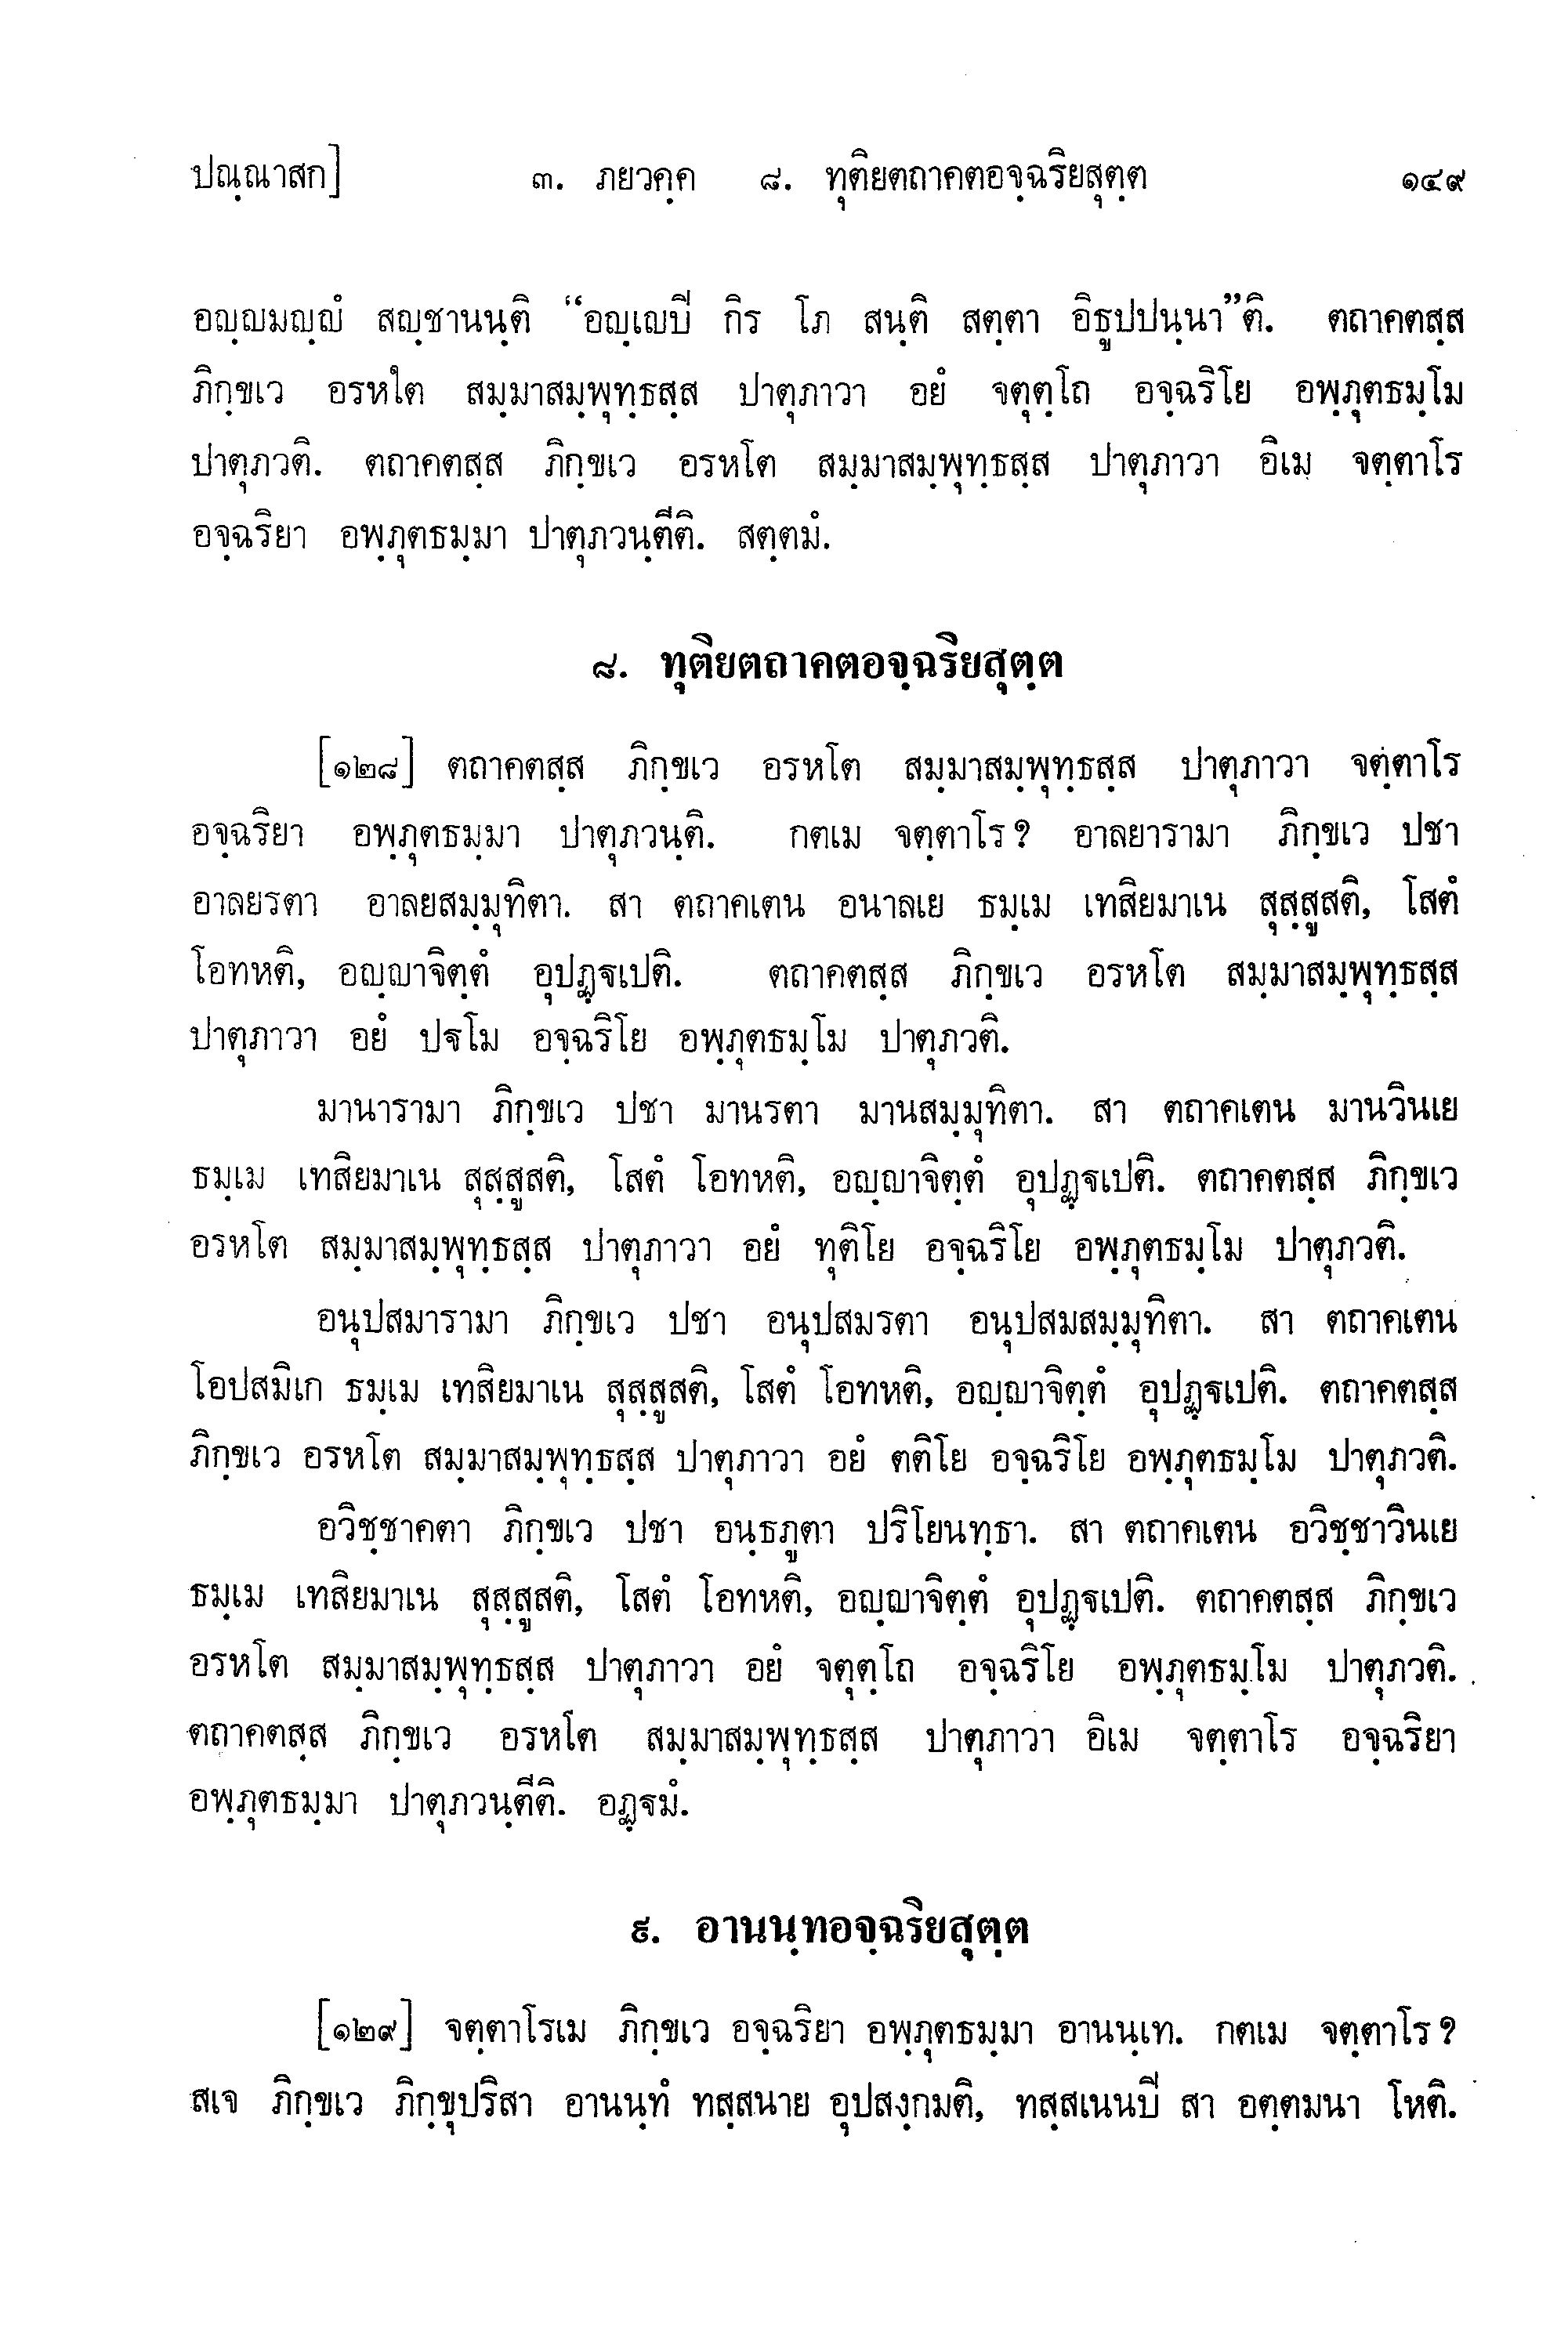 ปณฺณาสก] ๓. ภยวคฺค ๘. ทุติยตถาคตอจฺฉริยสุตฺต ๑๔๙
อญฺญมญฺญํ สญฺชานนฺติ “อญฺเญปี กิร โภ สนฺติ สตฺตา อิธูปปนฺนา”ติ. ตถาคตสฺส
ภิกฺขเว อรหโต สมฺมาสมฺพุทฺธสฺส ปาตุภาวา อยํ จตุตฺโถ อจฺฉริโย อพฺภุตธมฺโม
ปาตุภวติ. ตถาคตสฺส ภิกฺขเว อรหโต สมฺมาสมฺพุทฺธสฺส ปาตุภาวา อิเม จตฺตาโร
อจฺฉริยา อพฺภุตธมฺมา ปาตุภวนฺตีติ. สตฺตมํ.
๘. ทุติยตถาคตอจฺฉริยสุตฺต
[๑๒๘] ตถาคตสฺส ภิกฺขเว อรหโต สมฺมาสมฺพุทฺธสฺส ปาตุภาวา จตฺตาโร
อจฺฉริยา อพฺภุตธมฺมา ปาตุภวนฺติ. กตเม จตฺตาโร? อาลยารามา ภิกฺขเว ปชา
อาลยรตา อาลยสมฺมุทิตา. สา ตถาคเตน อนาลเย ธมฺเม เทสิยมาเน สุสฺสูสติ, โสตํ
โอทหติ, อญฺญาจิตฺตํ อุปฏฺฐเปติ. ตถาคตสฺส ภิกฺขเว อรหโต สมฺมาสมฺพุทฺธสฺส
ปาตุภาวา อยํ ปฐโม อจฺฉริโย อพฺภุตธมฺโม ปาตุภวติ.
มานารามา ภิกฺขเว ปชา มานรตา มานสมฺมุทิตา. สา ตถาคเตน มานวินเย
ธมฺเม เทสิยมาเน สุสฺสูสติ, โสตํ โอทหติ, อญฺญาจิตฺตํ อุปฏฺฐเปติ. ตถาคตสฺส ภิกฺขเว
อรหโต สมฺมาสมฺพุทฺธสฺส ปาตุภาวา อยํ ทุติโย อจฺฉริโย อพฺภุตธมฺโม ปาตุภวติ.
อนุปสมารามา ภิกฺขเว ปชา อนุปสมรตา อนุปสมสมฺมุทิตา. สา ตถาคเตน
โอปสมิเก ธมฺเม เทสิยมาเน สุสฺสูสติ, โสตํ โอทหติ, อญฺญาจิตฺตํ อุปฏฺฐเปติ. ตถาคตสฺส
ภิกฺขเว อรหโต สมฺมาสมฺพุทฺธสฺส ปาตุภาวา อยํ ตติโย อจฺฉริโย อพฺภุตธมฺโม ปาตุภวติ.
อวิชฺชาคตา ภิกฺขเว ปชา อนฺธภูตา ปริโยนทฺธา. สา ตถาคเตน อวิชฺชาวินเย
ธมฺเม เทสิยมาเน สุสฺสูสติ, โสตํ โอทหติ, อญฺญาจิตฺตํ อุปฏฺฐเปติ. ตถาคตสฺส ภิกฺขเว
อรหโต สมฺมาสมฺพุทฺธสฺส ปาตุภาวา อยํ จตุตฺโถ อจฺฉริโย อพฺภุตธมฺโม ปาตุภวติ.
ตถาคตสฺส ภิกฺขเว อรหโต สมฺมาสมฺพุทฺธสฺส ปาตุภาวา อิเม จตฺตาโร อจฺฉริยา
อพฺภุตธมฺมา ปาตุภวนฺตีติ. อฏฺฐมํ.
๙. อานนฺทอจฺฉริยสุตฺต
[๑๒๙] จตฺตาโรเม ภิกฺขเว อจฺฉริยา อพฺภุตธมฺมา อานนฺเท. กตเม จตฺตาโร?
สเจ ภิกฺขเว ภิกฺขุปริสา อานนฺทํ ทสฺสนาย อุปสงฺกมติ, ทสฺสเนนปี สา อตฺตมนา โหติ.